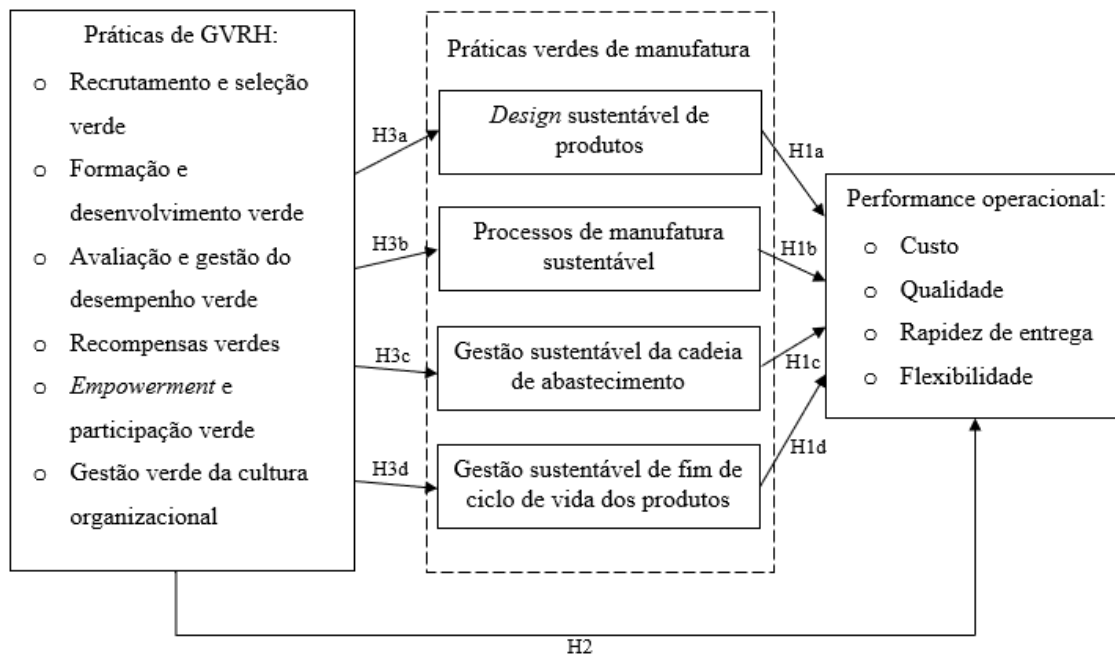 Práticas de GVRH:
o Recrutamento e seleção
verde
o Formação e
desenvolvimento verde
o Avaliação e gestão do
desempenho verde
o Recompensas verdes
o Empowerment e
participação verde
o Gestão verde da cultura
organizacional
H3a
H3b
H3c
H3d
Práticas verdes de manufatura
Design sustentável de
produtos
Processos de manufatura
sustentável
Gestão sustentável da cadeia
de abastecimento
Gestão sustentável de fim de
ciclo de vida dos produtos
H1a
H1b
H1c
H1d
Performance operacional:
o Custo
o Qualidade
o Rapidez de entrega
o Flexibilidade
H2